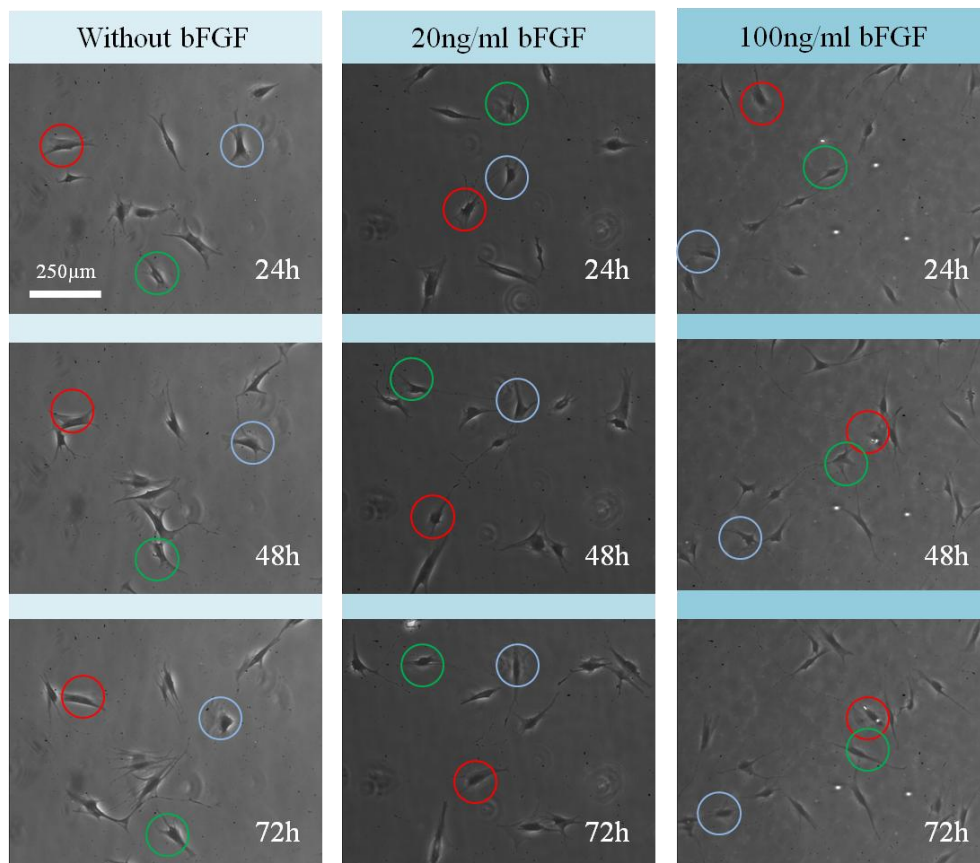 Without bFGF
20ng/ml bFGF
100ng/ml bFGF
250μm
24h
24h
24h
48h
48h
48h
72h
72h
72h